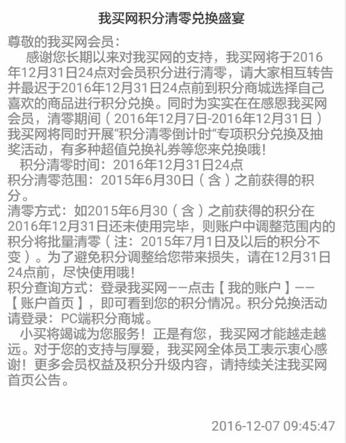 我买网积分清零兑换盛宴
尊敬的我买网会员：
感谢您长期以来对我买网的支持，我买网将于2016
年12月31日24点对会员积分进行清零，请大家相互转告
并最迟于2016年12月31日24点前到积分商城选择自己
喜欢的商品进行积分兑换。同时为实实在在感恩我买网
会员，清零期间（2016年12月7日-2016年12月31日）
我买网将同时开展“积分清零倒计时”专项积分兑换及抽
奖活动，有多种超值兑换礼券等您来兑换哦！
积分清零时间：2016年12月31日24点
积分清零范围：2015年6月30日（含）之前获得的积
分。
清零方式：如2015年6月30（含）之前获得的积分在
2016年12月31日还未使用完毕，则账户中调整范围内的
积分将批量清零（注：2015年7月1日及以后的积分不
变）。为了避免积分调整给您带来损失，请在12月31日
24点前，尽快使用哦！
积分查询方式：登录我买网——点击【我的账户】——
【账户首页】，即可看到您的积分情况。积分兑换活动
请登录：PC端积分商城。
小买将竭诚为您服务！正是有您，我买网才能越走越
远。对于您的支持与厚爱，我买网全体员工表示衷心感
谢！更多会员权益及积分升级内容，请持续关注我买网
首页公告。
2016-12-07 09:45:47